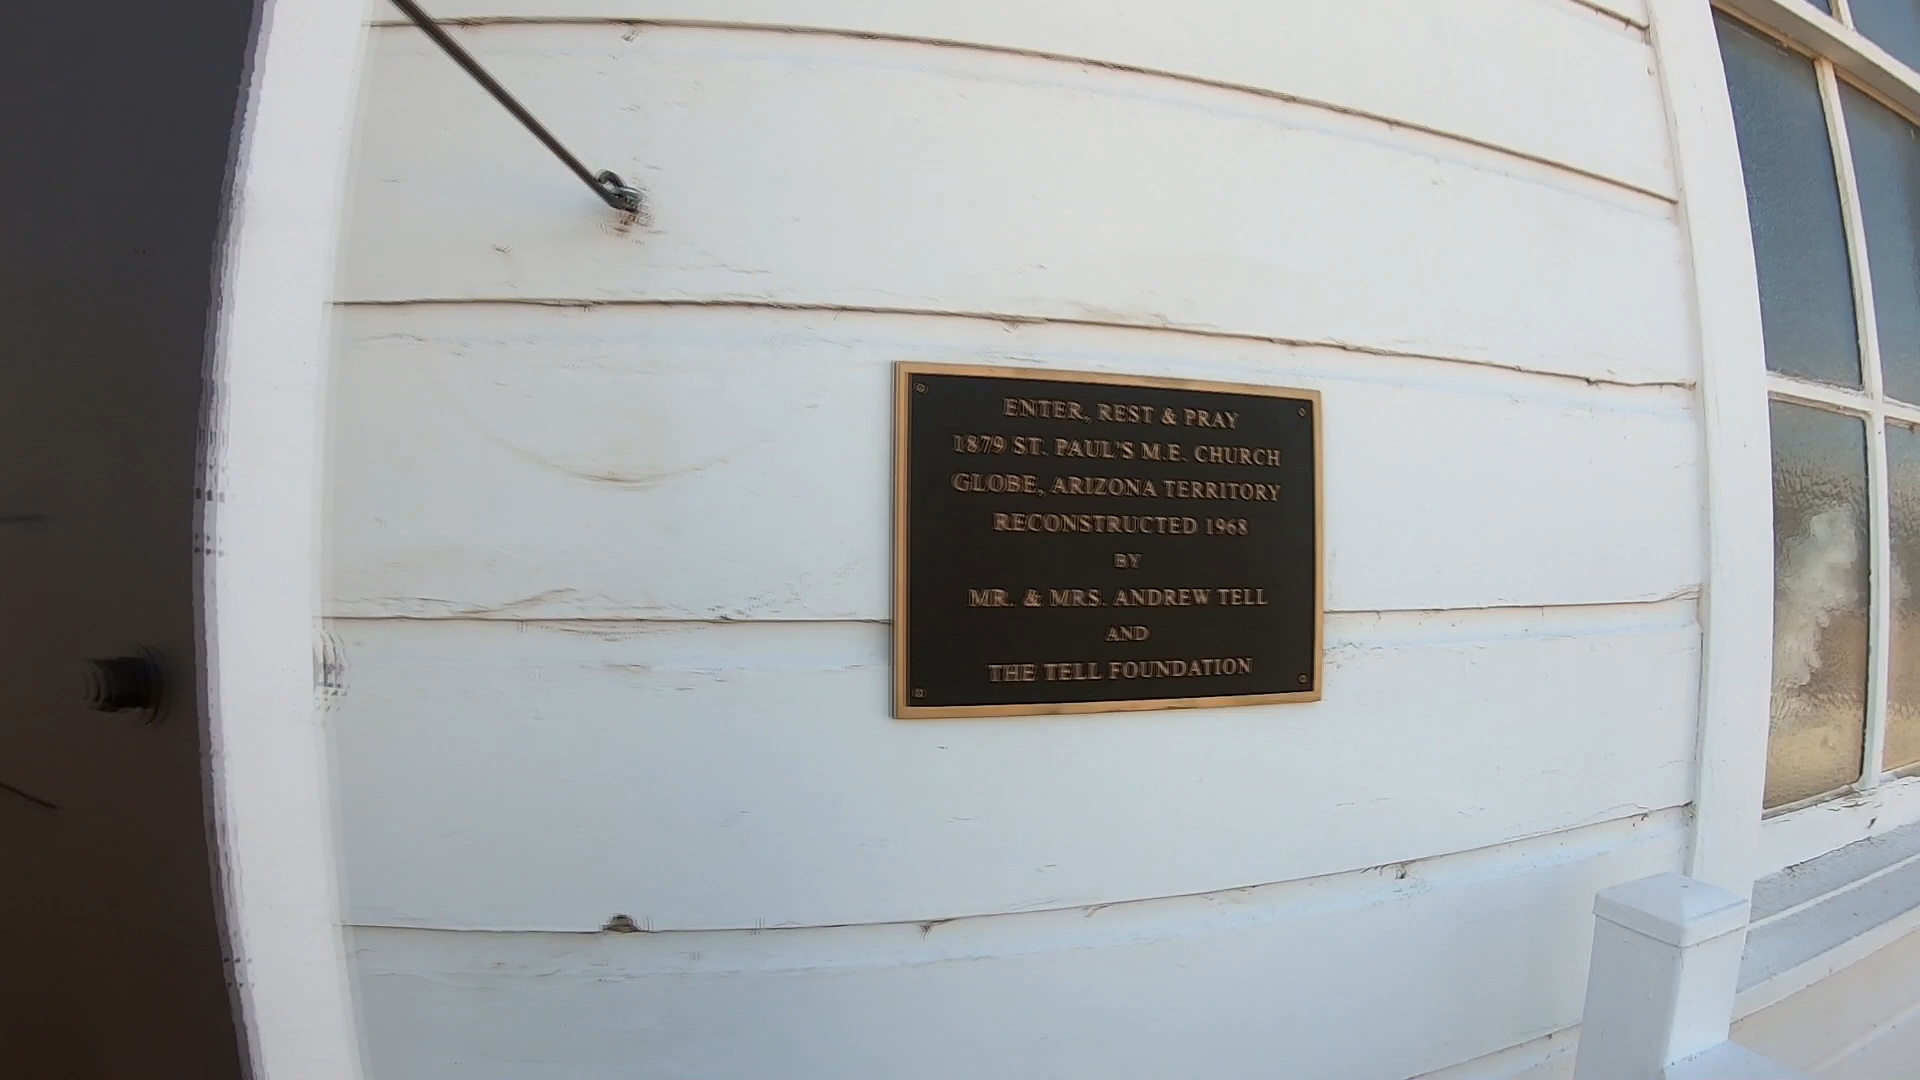 ENTER, REST & PRAY
1879 ST. PAUL'S M.E. CHURCH
GLOBE, ARIZONA TERRITORY
RECONSTRUCTED 1968
BY
MR. & MRS. ANDREW TELL
AND
THE TELL FOUNDATION